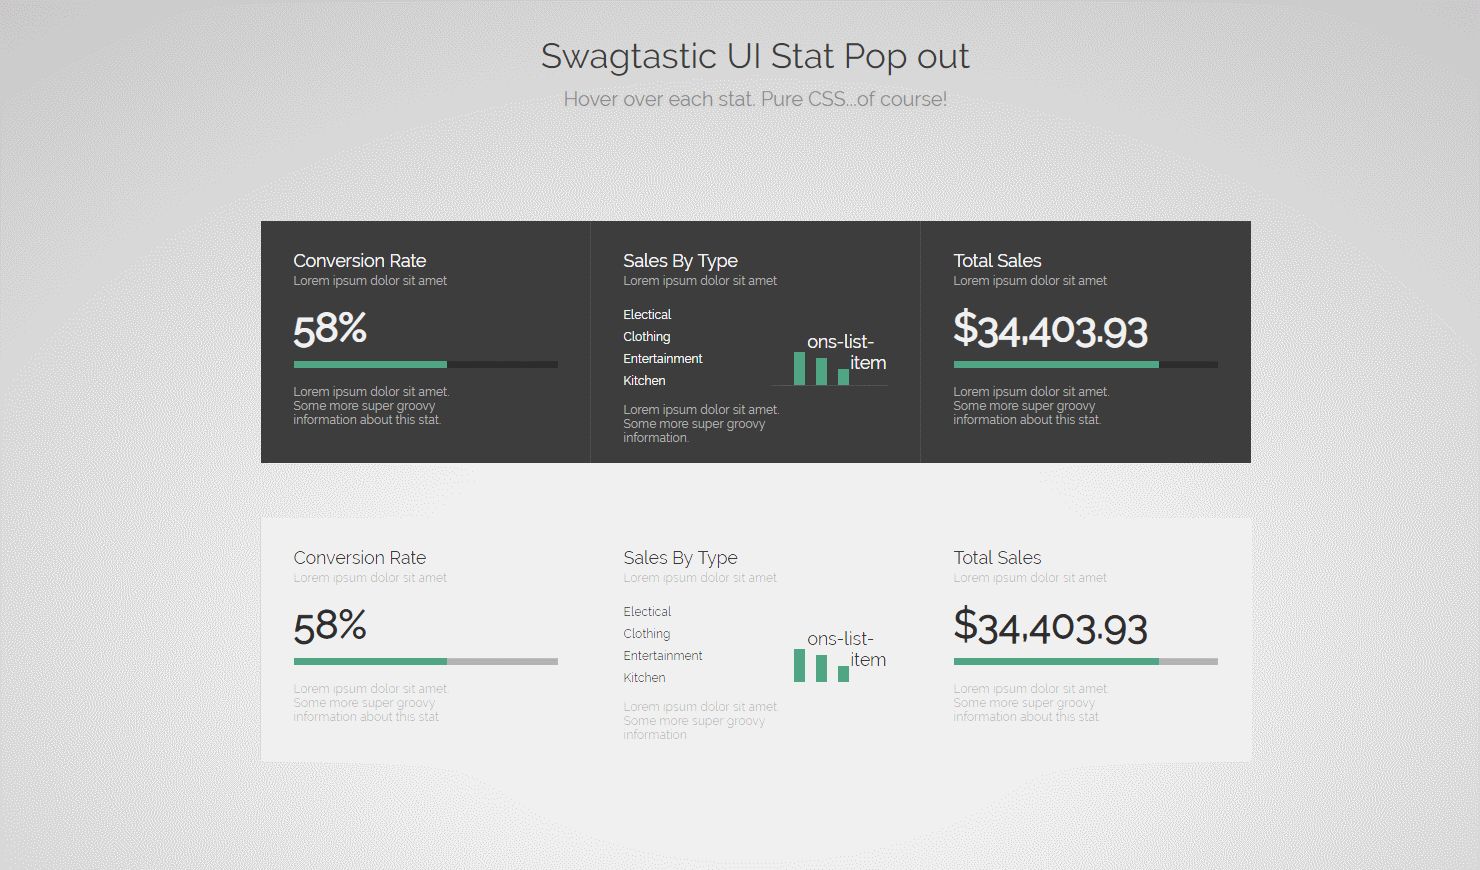 Swagtastic UI Stat Pop out
Hover over each stat. Pure CSS...of course!
Conversion Rate
Lorem ipsum dolor sit amet
58%
Lorem ipsum dolor sit amet.
Some more super groovy
information about this stat.
Sales By Type
Lorem ipsum dolor sit amet
Electical
Clothing
Entertainment
Kitchen
ons-list-
item
Lorem ipsum dolor sit amet.
Some more super groovy
information.
Total Sales
Lorem ipsum dolor sit amet
$34,403.93
Lorem ipsum dolor sit amet.
Some more super groovy
information about this stat.
Conversion Rate
Lorem ipsum dolor sit amet
58%
Lorem ipsum dolor sit amet.
Some more super groovy
information about this stat.
Sales By Type
Lorem ipsum dolor sit amet
Electical
Clothing
Entertainment
Kitchen
ons-list-
item
Lorem ipsum dolor sit amet.
Some more super groovy
information.
Total Sales
Lorem ipsum dolor sit amet
$34,403.93
Lorem ipsum dolor sit amet.
Some more super groovy
information about this stat.